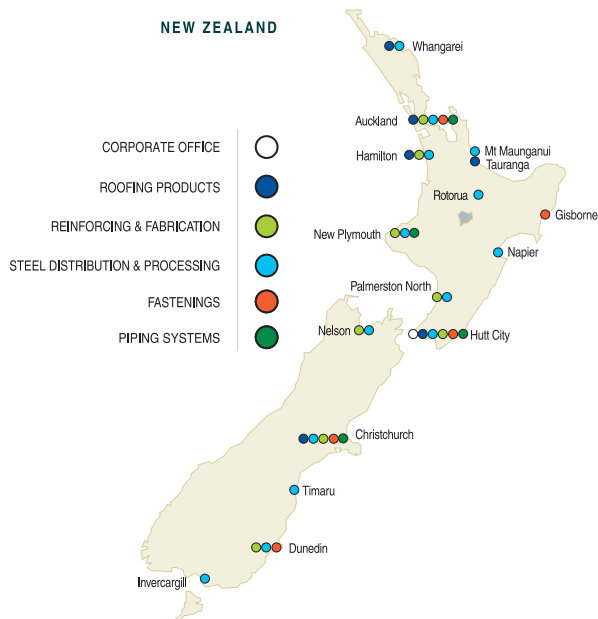 NEW ZEALAND
Whangarei
Auckland
CORPORATE OFFICE
Hamilton
Mt Maunganui
Tauranga
ROOFING PRODUCTS
Rotorua
Gisborne
REINFORCING & FABRICATION
New Plymouth
Napier
STEEL DISTRIBUTION & PROCESSING
Palmerston North
FASTENINGS
Nelson
Hutt City
PIPING SYSTEMS
Christchurch
Timaru
Dunedin
Invercargill